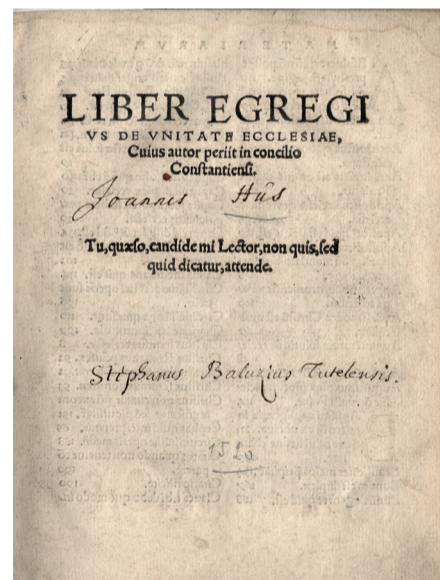 LIBER EGREGI
VS DE VNITATE ECCLESIAE,
Cuius autor periit in concilio
Constantiensi.
Joannis Hus
Tu, quæso, candide mi Lector, non quis, sed
quid dicatur, attende.
Stephanus Baluzius Tutelensis.
1520